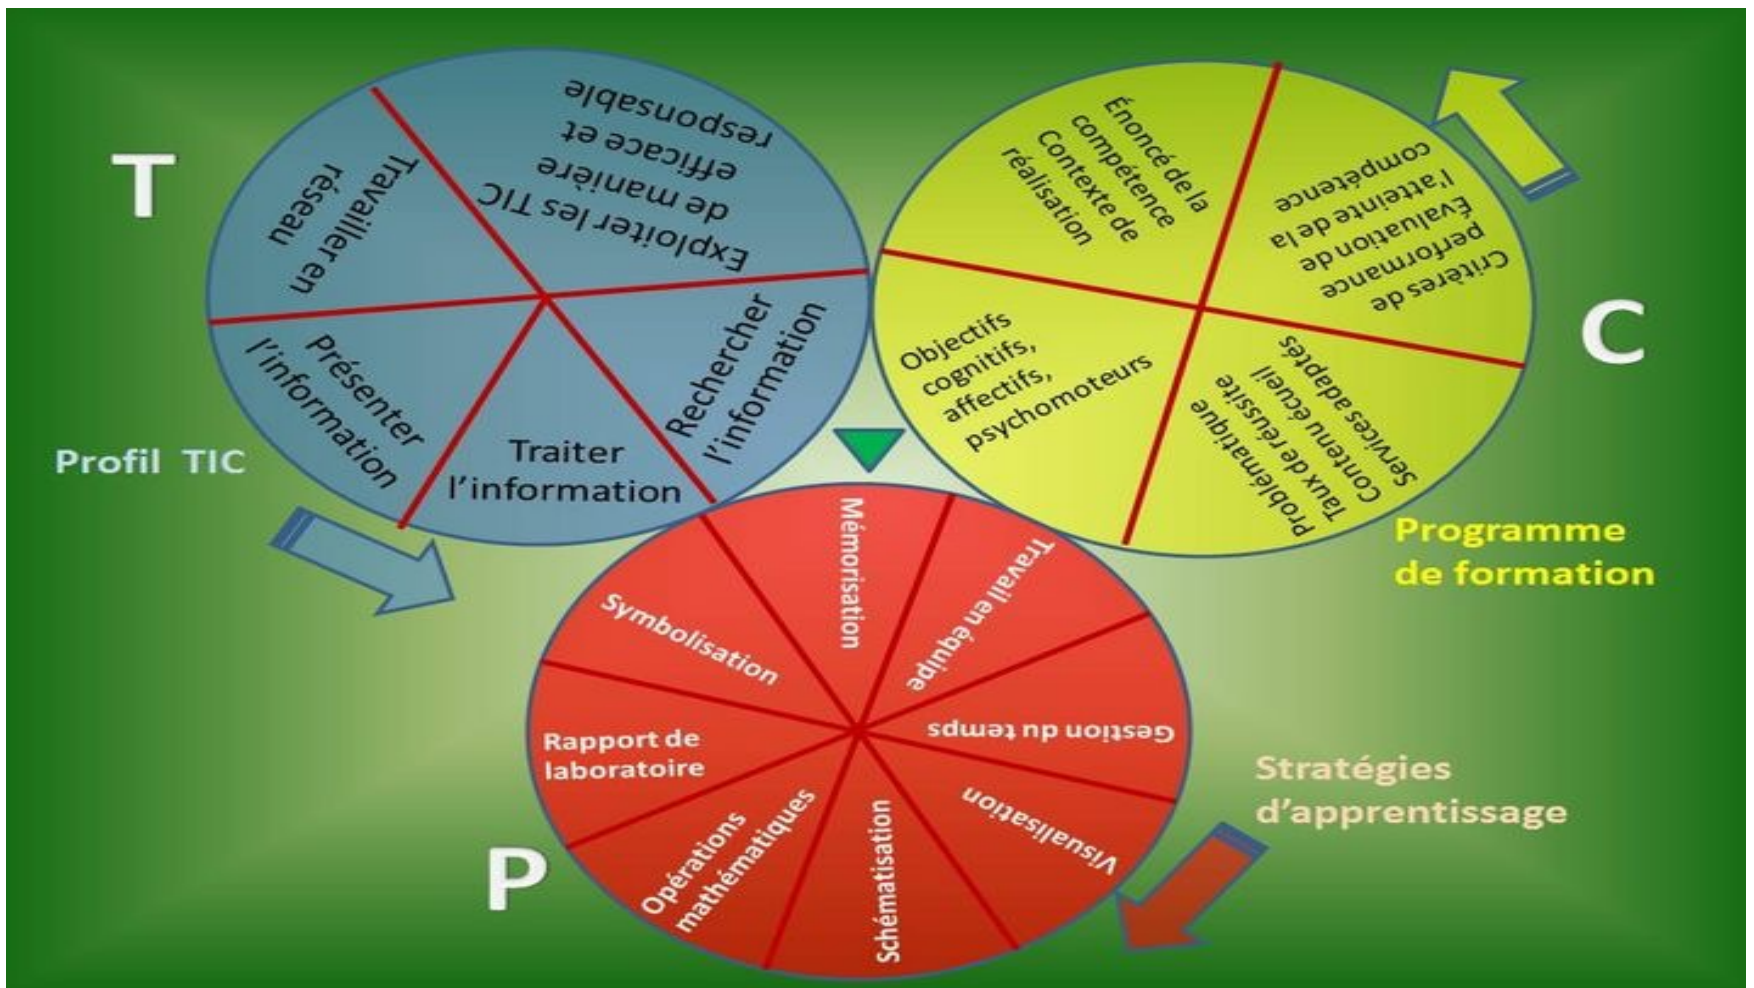 T
Exploiter les TIC
de manière
efficace et
responsable
Travailler en
réseau
Rechercher
l'information
Présenter
l'information
Traiter
l'information
Profil TIC
C
Énoncé de la
compétence
Contexte de
réalisation
Critères de
performance
Évaluation de
l'atteinte de la
compétence
Objectifs
cognitifs,
affectifs,
psychomoteurs
Problématique
Taux de réussite
Contenu écueil
Services adaptés
Programme
de formation
P
Mémorisation
Travail en équipe
Gestion du temps
Visualisation
Schématisation
Opérations
mathématiques
Rapport de
laboratoire
Symbolisation
Stratégies
d'apprentissage